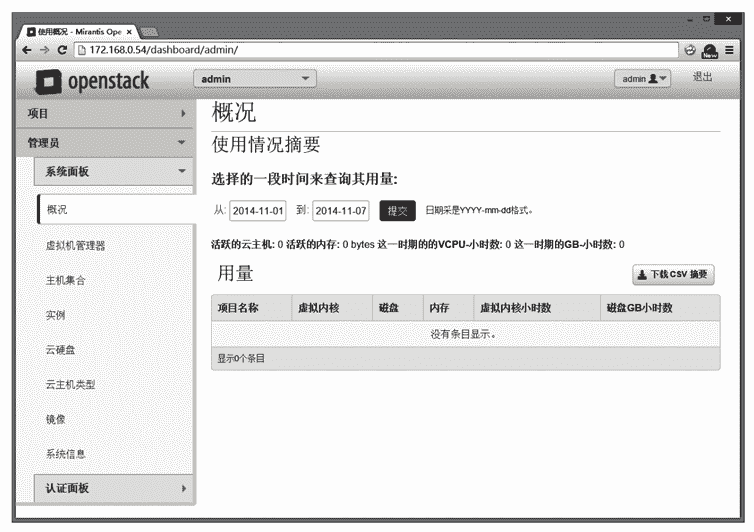 使用概况 - Mirantis Ope
172.168.0.54/dashboard/admin/
New
openstack
admin
admin
退出
项目
管理员
系统面板
概况
虚拟机管理器
主机集合
实例
云硬盘
云主机类型
镜像
系统信息
认证面板
概况
使用情况摘要
选择的一段时间来查询其用量:
从: 2014-11-01 到: 2014-11-07 提交 日期采是YYYY-mm-dd格式。
活跃的云主机: 0 活跃的内存: 0 bytes 这一时期的的VCPU-小时数: 0 这一时期的GB-小时数: 0
用量
下载 CSV 摘要
项目名称 虚拟内核 磁盘 内存 虚拟内核小时数 磁盘GB小时数
没有条目显示。
显示0个条目